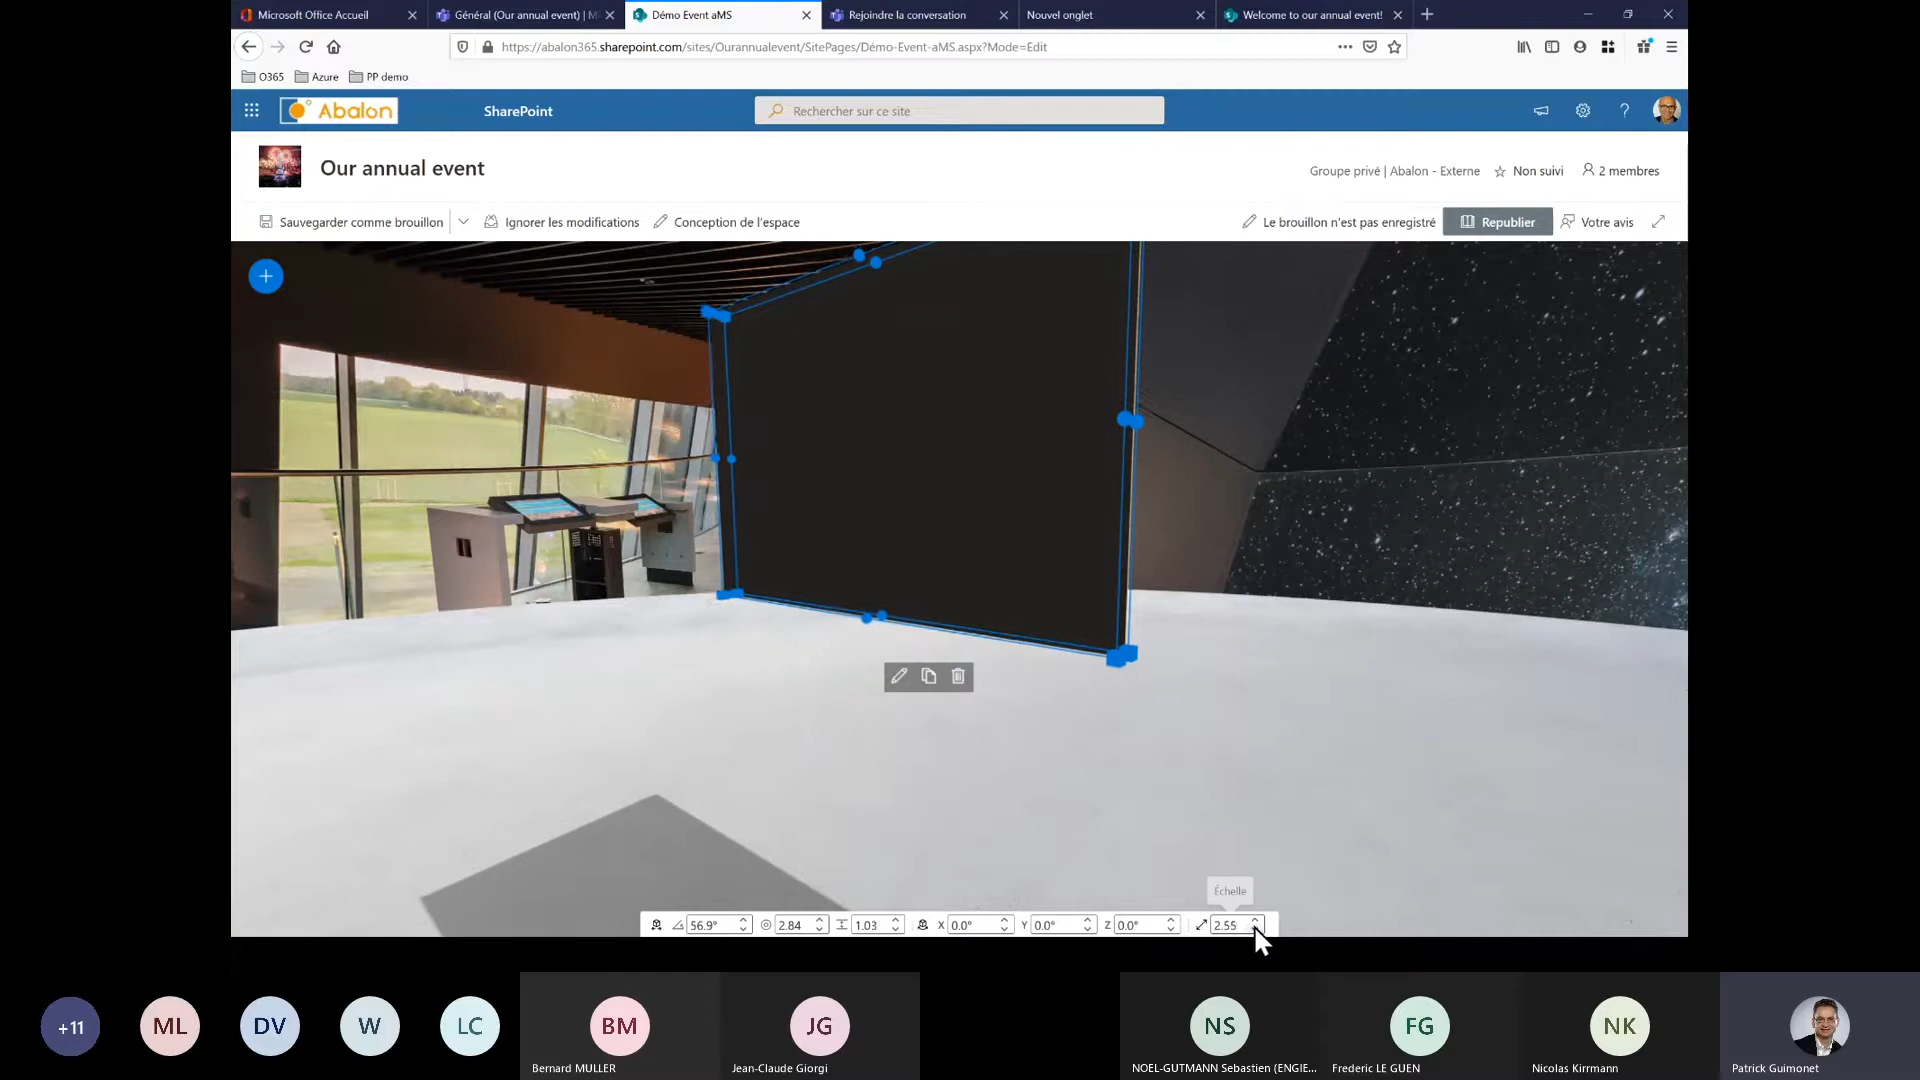 Microsoft Office Accueil
Général (Our annual event) | M
Démo Event aMS
Rejoindre la conversation
Nouvel onglet
Welcome to our annual event!
https://abalon365.sharepoint.com/sites/Ourannualevent/SitePages/Démo-Event-aMS.aspx?Mode=Edit
O365
Azure
PP demo
Abalon
SharePoint
Rechercher sur ce site
?
Our annual event
Groupe privé | Abalon - Externe
Non suivi
2 membres
Sauvegarder comme brouillon
Ignorer les modifications
Conception de l'espace
Le brouillon n'est pas enregistré
Republier
Votre avis
Échelle
56.9°
2.84
1.03
X 0.0°
Y 0.0°
Z 0.0°
2.55
+11
ML
DV
W
LC
BM
JG
NS
FG
NK
Bernard MULLER
Jean-Claude Giorgi
NOEL-GUTMANN Sebastien (ENGIE...
Frederic LE GUEN
Nicolas Kirrmann
Patrick Guimonet